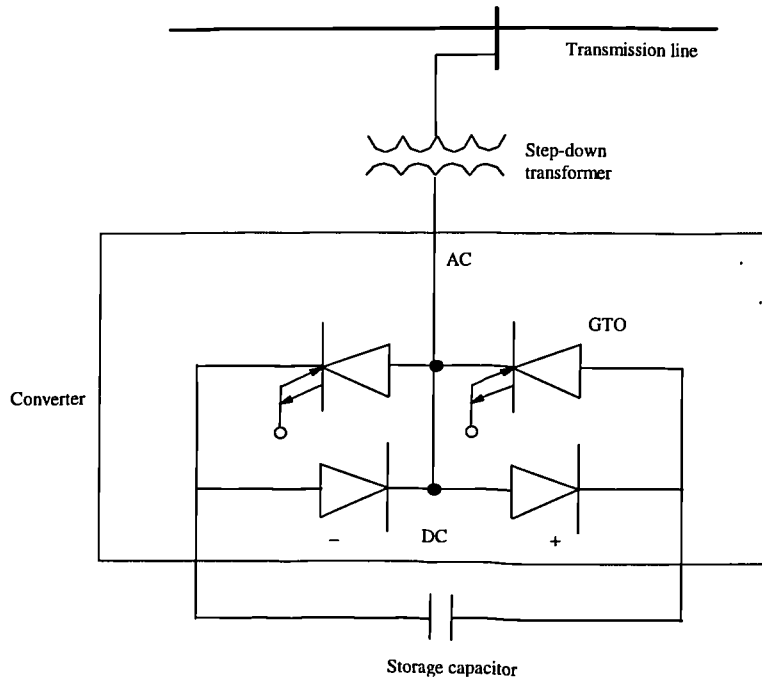 Transmission line
Step-down
transformer
AC
GTO
Converter
– DC +
Storage capacitor